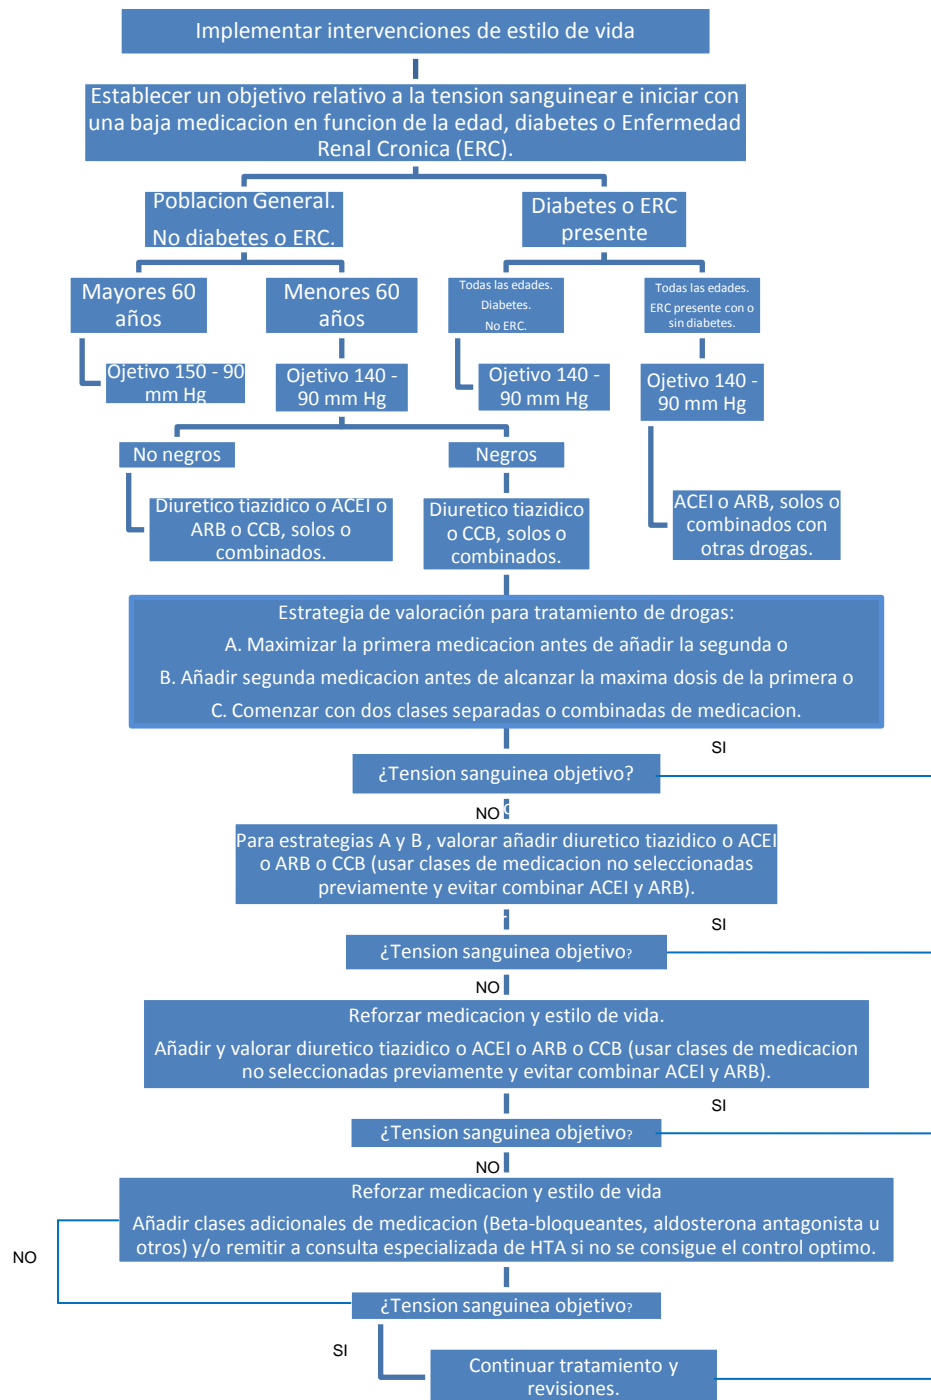 Implementar intervenciones de estilo de vida
Establecer un objetivo relativo a la tension sanguinear e iniciar con
una baja medicacion en funcion de la edad, diabetes o Enfermedad
Renal Cronica (ERC).
Poblacion General.
No diabetes o ERC.
Diabetes o ERC
presente
Mayores 60
años
Menores 60
años
Todas las edades.
Diabetes.
No ERC.
Todas las edades.
ERC presente con o
sin diabetes.
Ojetivo 150 - 90
mm Hg
Ojetivo 140 -
90 mm Hg
Ojetivo 140 -
90 mm Hg
Ojetivo 140 -
90 mm Hg
No negros
Negros
Diuretico tiazidico o ACEI o
ARB o CCB, solos o
combinados.
Diuretico tiazidico
o CCB, solos o
combinados.
ACEI o ARB, solos o
combinados con
otras drogas.
Estrategia de valoración para tratamiento de drogas:
A. Maximizar la primera medicacion antes de añadir la segunda o
B. Añadir segunda medicacion antes de alcanzar la maxima dosis de la primera o
C. Comenzar con dos clases separadas o combinadas de medicacion.
SI
¿Tension sanguinea objetivo?
NO
Para estrategias A y B , valorar añadir diuretico tiazidico o ACEI
o ARB o CCB (usar clases de medicacion no seleccionadas
previamente y evitar combinar ACEI y ARB).
SI
¿Tension sanguinea objetivo?
NO
Reforzar medicacion y estilo de vida.
Añadir y valorar diuretico tiazidico o ACEI o ARB o CCB (usar clases de medicacion
no seleccionadas previamente y evitar combinar ACEI y ARB).
SI
¿Tension sanguinea objetivo?
NO
Reforzar medicacion y estilo de vida
Añadir clases adicionales de medicacion (Beta-bloqueantes, aldosterona antagonista u
otros) y/o remitir a consulta especializada de HTA si no se consigue el control optimo.
NO
¿Tension sanguinea objetivo?
SI
Continuar tratamiento y
revisiones.